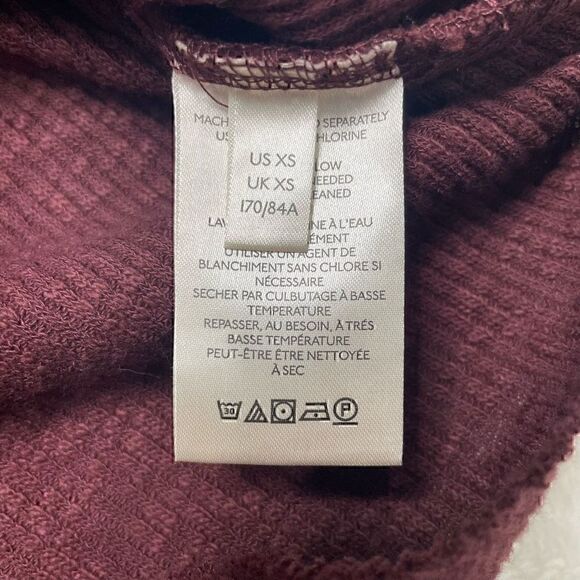 MACH SEPARATELY
US CHLORINE
LOW
NEEDED
EANED
US XS
UK XS
170/84A
LAV NE À L'EAU
ÉMENT
UTILISER UN AGENT DE
BLANCHIMENT SANS CHLORE SI
NÉCESSAIRE
SECHER PAR CULBUTAGE À BASSE
TEMPÉRATURE
REPASSER, AU BESOIN, À TRÉS
BASSE TEMPÉRATURE
PEUT-ÊTRE ÊTRE NETTOYÉE
À SEC
30
P